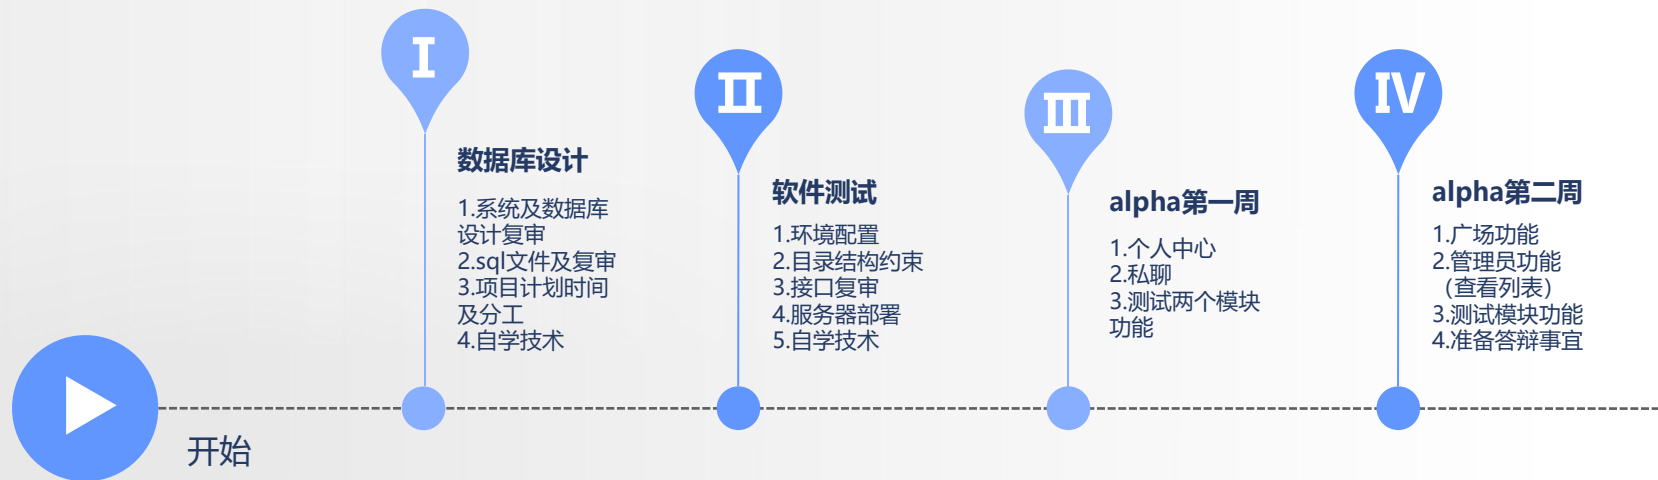 I
数据库设计
1.系统及数据库
设计复审
2.sql文件及复审
3.项目计划时间
及分工
4.自学技术
II
软件测试
1.环境配置
2.目录结构约束
3.接口复审
4.服务器部署
5.自学技术
III
alpha第一周
1.个人中心
2.私聊
3.测试两个模块
功能
IV
alpha第二周
1.广场功能
2.管理员功能
（查看列表）
3.测试模块功能
4.准备答辩事宜
开始